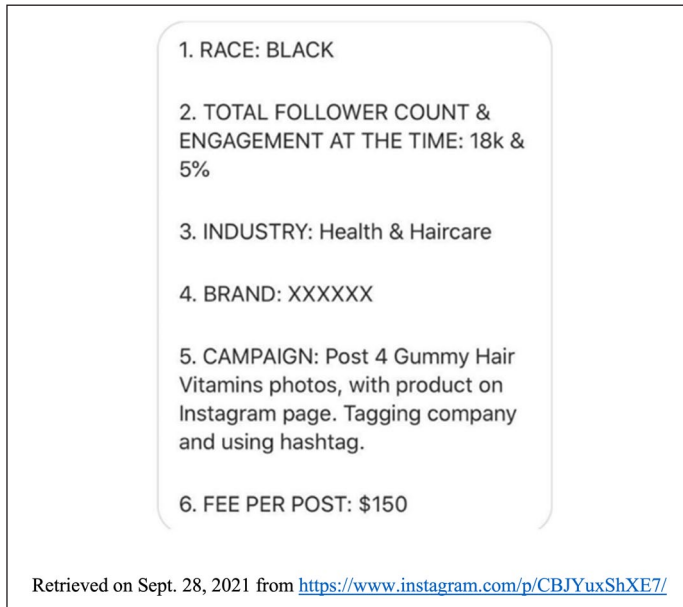 1. RACE: BLACK
2. TOTAL FOLLOWER COUNT &
ENGAGEMENT AT THE TIME: 18k &
5%
3. INDUSTRY: Health & Haircare
4. BRAND: XXXXXX
5. CAMPAIGN: Post 4 Gummy Hair
Vitamins photos, with product on
Instagram page. Tagging company
and using hashtag.
6. FEE PER POST: $150
Retrieved on Sept. 28, 2021 from https://www.instagram.com/p/CBJYuxShXE7/